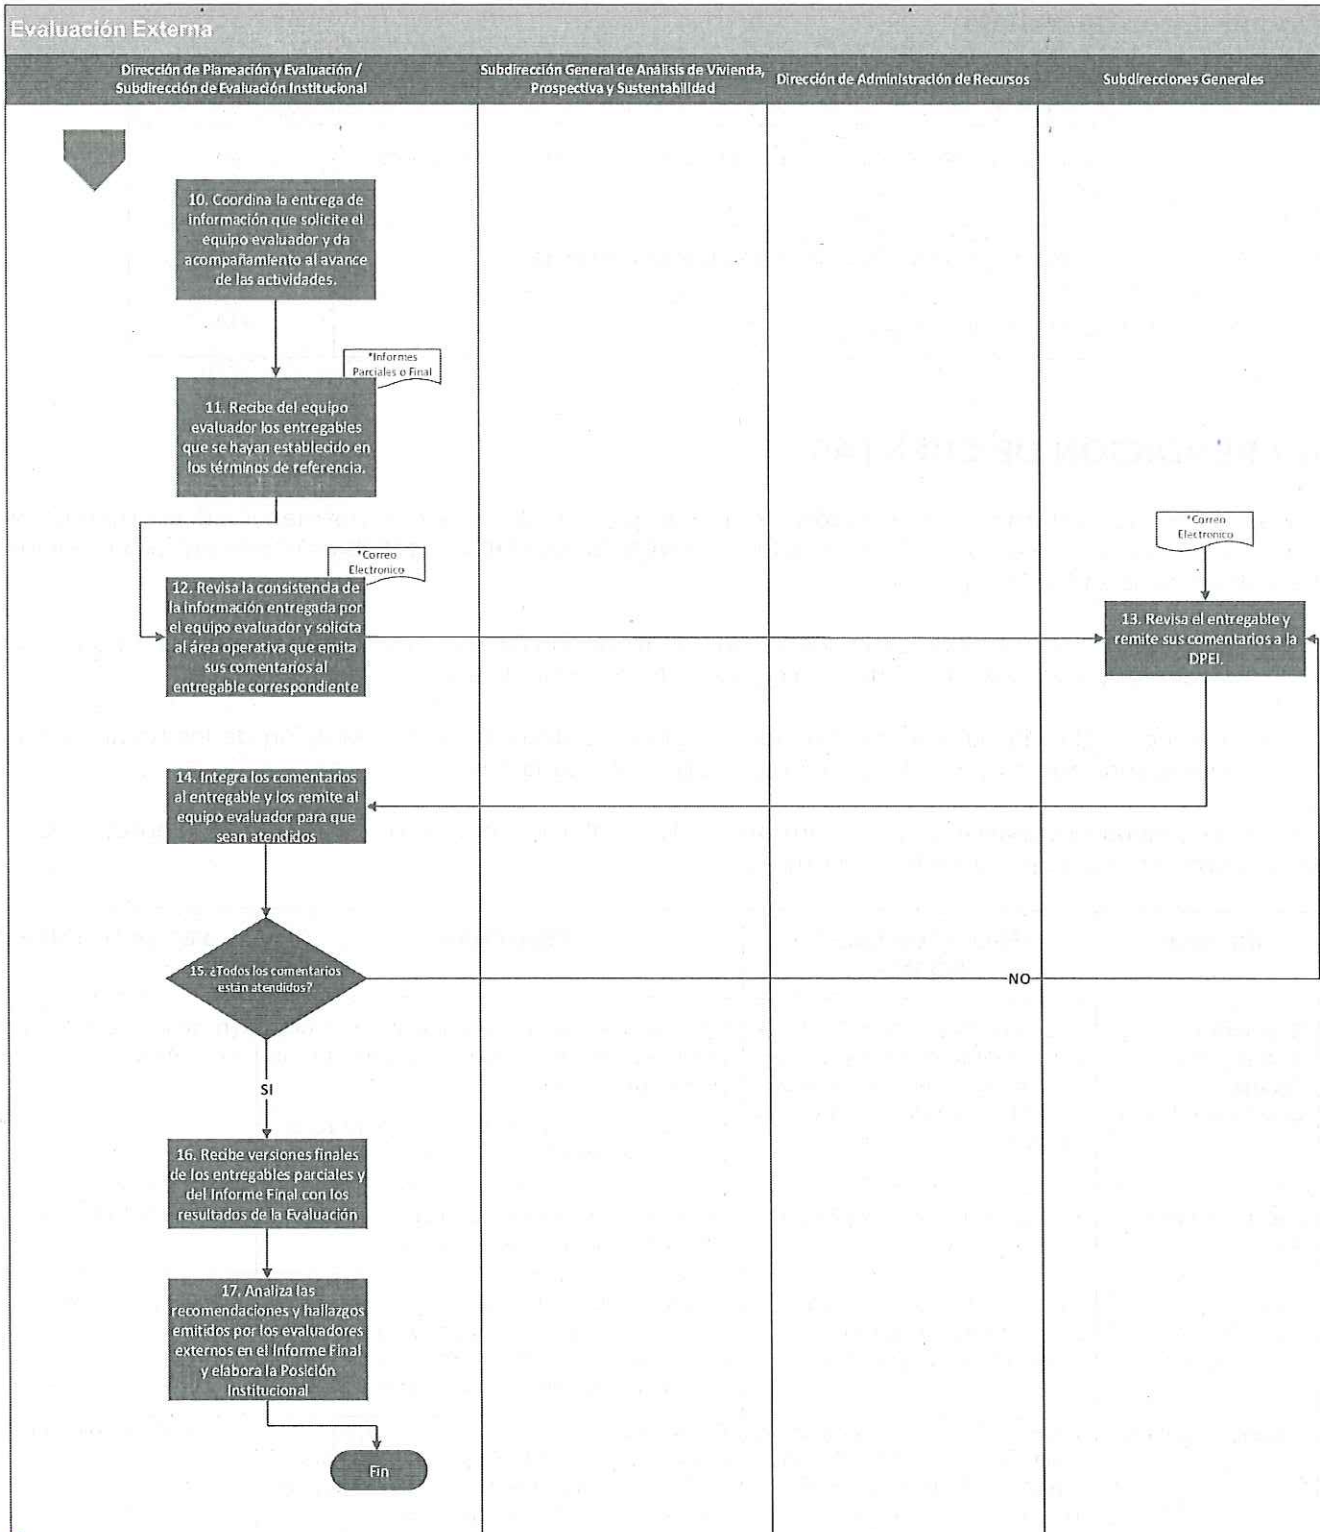 Evaluación Externa
Dirección de Planeación y Evaluación /
Subdirección de Evaluación Institucional
Subdirección General de Análisis de Vivienda,
Prospectiva y Sustentabilidad
Dirección de Administración de Recursos
Subdirecciones Generales
10. Coordina la entrega de
información que solicite el
equipo evaluador y da
acompañamiento al avance
de las actividades.
*Informes
Parciales o Final
11. Recibe del equipo
evaluador los entregables
que se hayan establecido en
los términos de referencia.
*Correo
Electronico
12. Revisa la consistencia de
la información entregada por
el equipo evaluador y solicita
al área operativa que emita
sus comentarios al
entregable correspondiente
*Correo
Electronico
13. Revisa el entregable y
remite sus comentarios a la
DPEI.
14. Integra los comentarios
al entregable y los remite al
equipo evaluador para que
sean atendidos
15. ¿Todos los comentarios
están atendidos?
NO
SI
16. Recibe versiones finales
de los entregables parciales y
del Informe Final con los
resultados de la Evaluación
17. Analiza las
recomendaciones y hallazgos
emitidos por los evaluadores
externos en el Informe Final
y elabora la Posición
Institucional
Fin